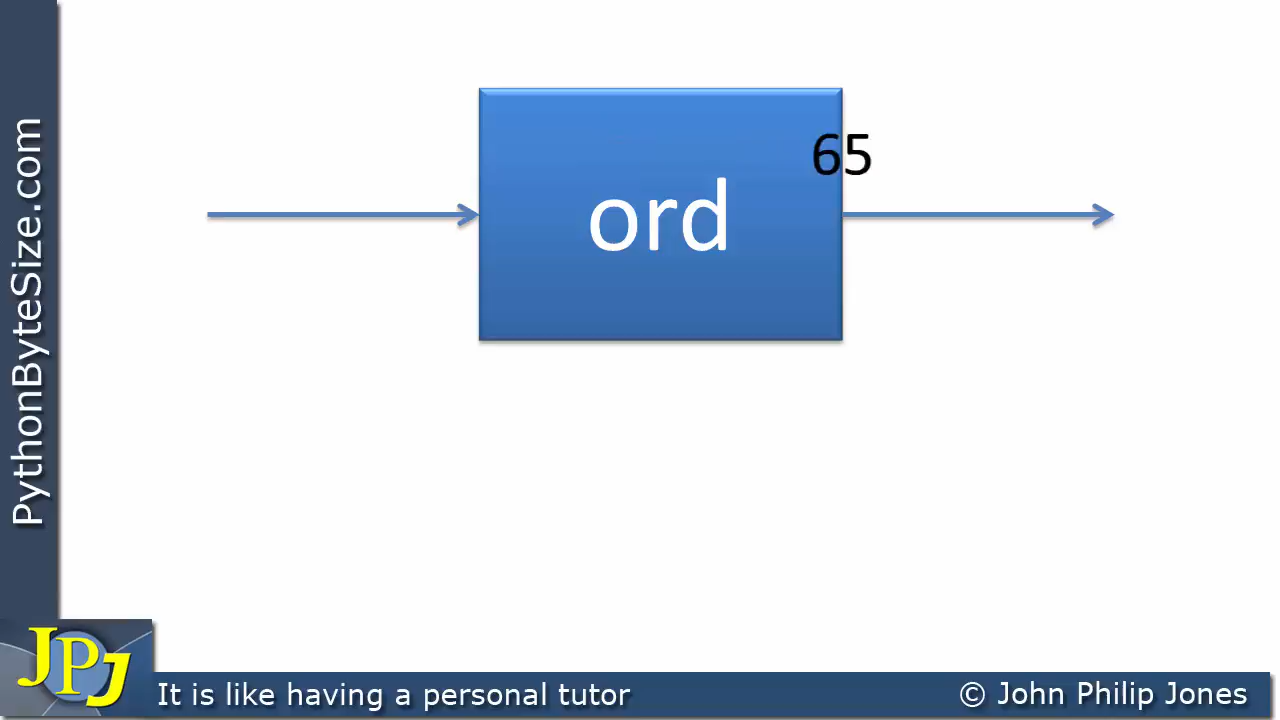 PythonByteSize.com
65
ord
JPJ
It is like having a personal tutor
© John Philip Jones